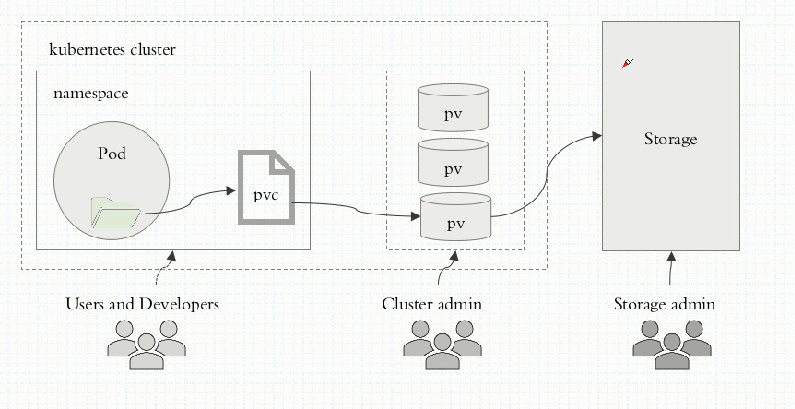 kubernetes cluster
namespace
Pod
pvc
pv
pv
pv
Storage
Users and Developers
Cluster admin
Storage admin